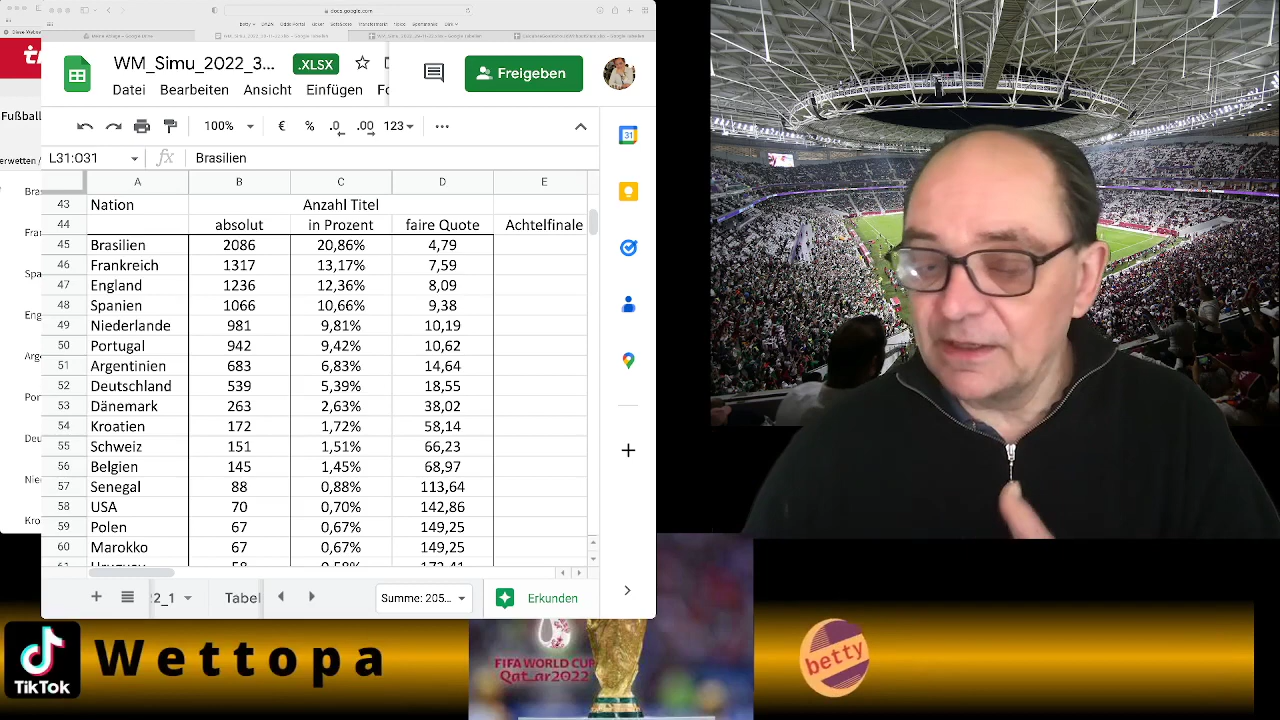 docs.google.com
Fußball
WM_Simu_2022_3...
.XLSX
Freigeben
Datei Bearbeiten Ansicht Einfügen Fo
100% € % .0 .00 123
L31:O31 fx Brasilien
A B C D E
43 Nation Anzahl Titel
44 absolut in Prozent faire Quote Achtelfinale
45 Brasilien 2086 20,86% 4,79
46 Frankreich 1317 13,17% 7,59
47 England 1236 12,36% 8,09
48 Spanien 1066 10,66% 9,38
49 Niederlande 981 9,81% 10,19
50 Portugal 942 9,42% 10,62
51 Argentinien 683 6,83% 14,64
52 Deutschland 539 5,39% 18,55
53 Dänemark 263 2,63% 38,02
54 Kroatien 172 1,72% 58,14
55 Schweiz 151 1,51% 66,23
56 Belgien 145 1,45% 68,97
57 Senegal 88 0,88% 113,64
58 USA 70 0,70% 142,86
59 Polen 67 0,67% 149,25
60 Marokko 67 0,67% 149,25
Tabel
Summe: 205...
Erkunden
31
TikTok
Wettopa
FIFA WORLD CUP
Qatar2022
betty